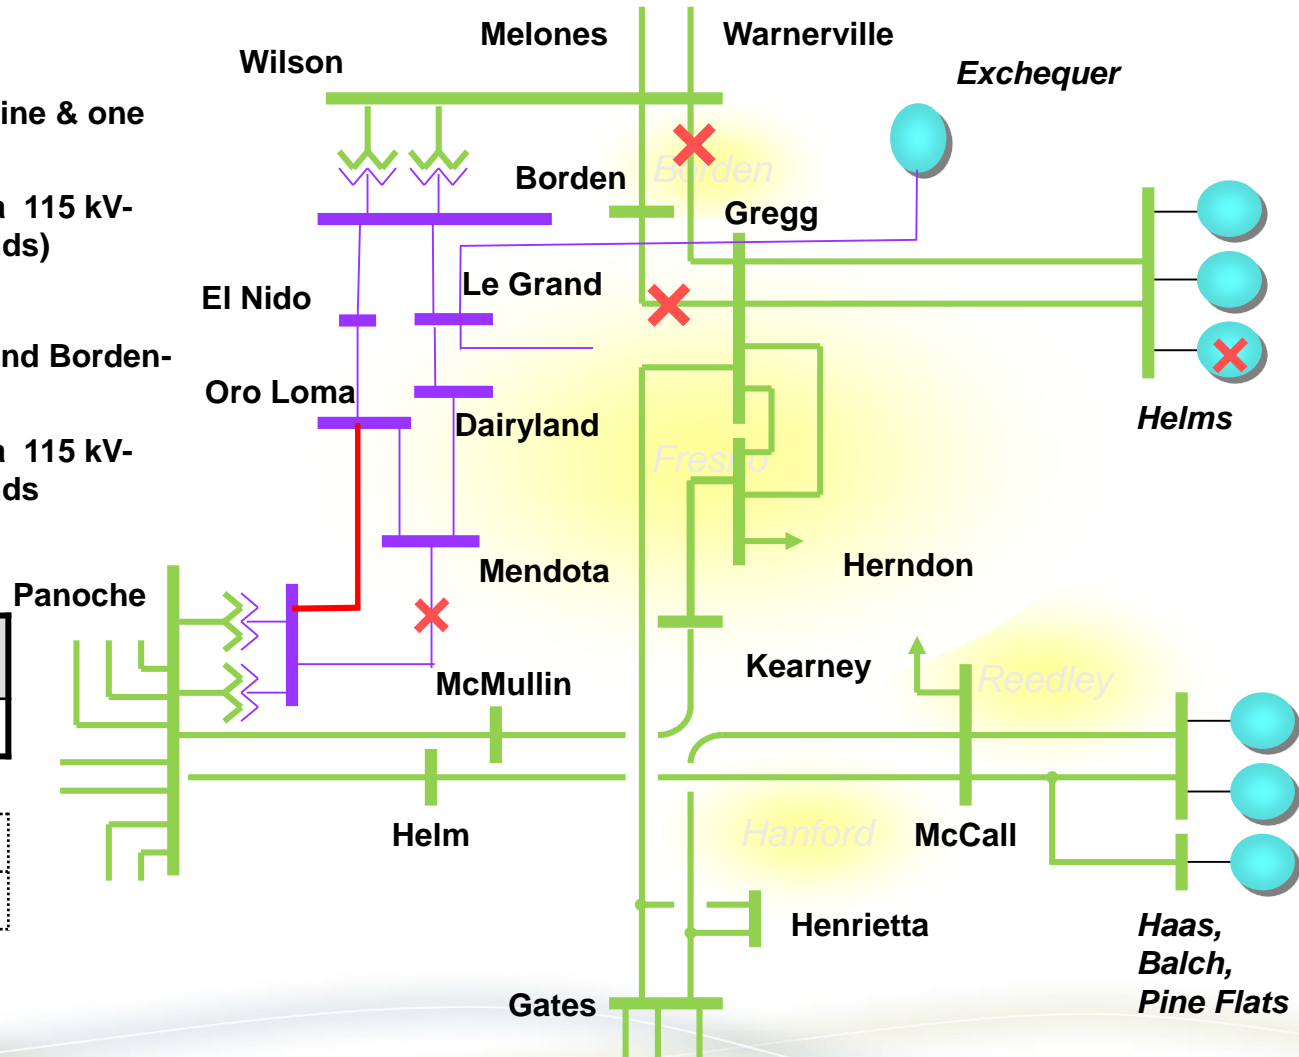 Melones
Warnerville
Wilson
Exchequer
ine & one
Borden
Borden
a 115 kV-
Gregg
ds)
El Nido
Le Grand
nd Borden-
Oro Loma
Dairyland
Helms
a 115 kV-
Fresno
ds
Mendota
Herndon
Panoche
Kearney
McMullin
Reedley
Helm
Hanford
McCall
Henrietta
Haas,
Balch,
Pine Flats
Gates